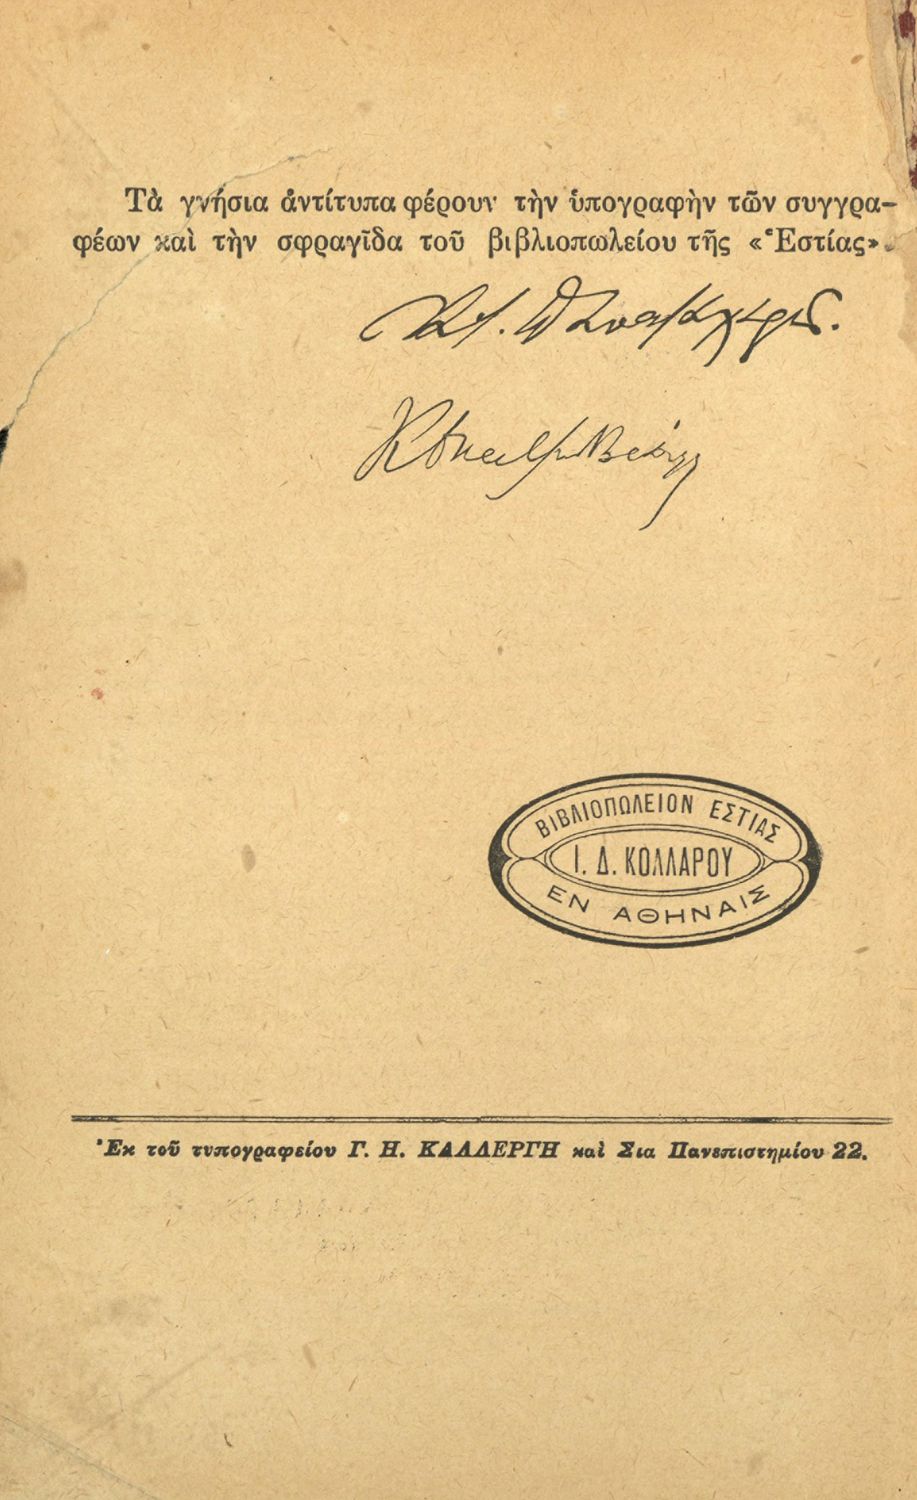 Τὰ γνήσια ἀντίτυπα φέρουν τὴν ὑπογραφὴν τῶν συγγρα-
φέων καὶ τὴν σφραγῖδα τοῦ βιβλιοπωλείου τῆς «Ἑστίας».
ΒΙΒΛΙΟΠΩΛΕΙΟΝ ΕΣΤΙΑΣ
Ι. Δ. ΚΟΛΛΑΡΟΥ
ΕΝ ΑΘΗΝΑΙΣ
Ἐκ τοῦ τυπογραφείου Γ. Η. ΚΑΛΛΕΡΓΗ καὶ Σια Πανεπιστημίου 22.